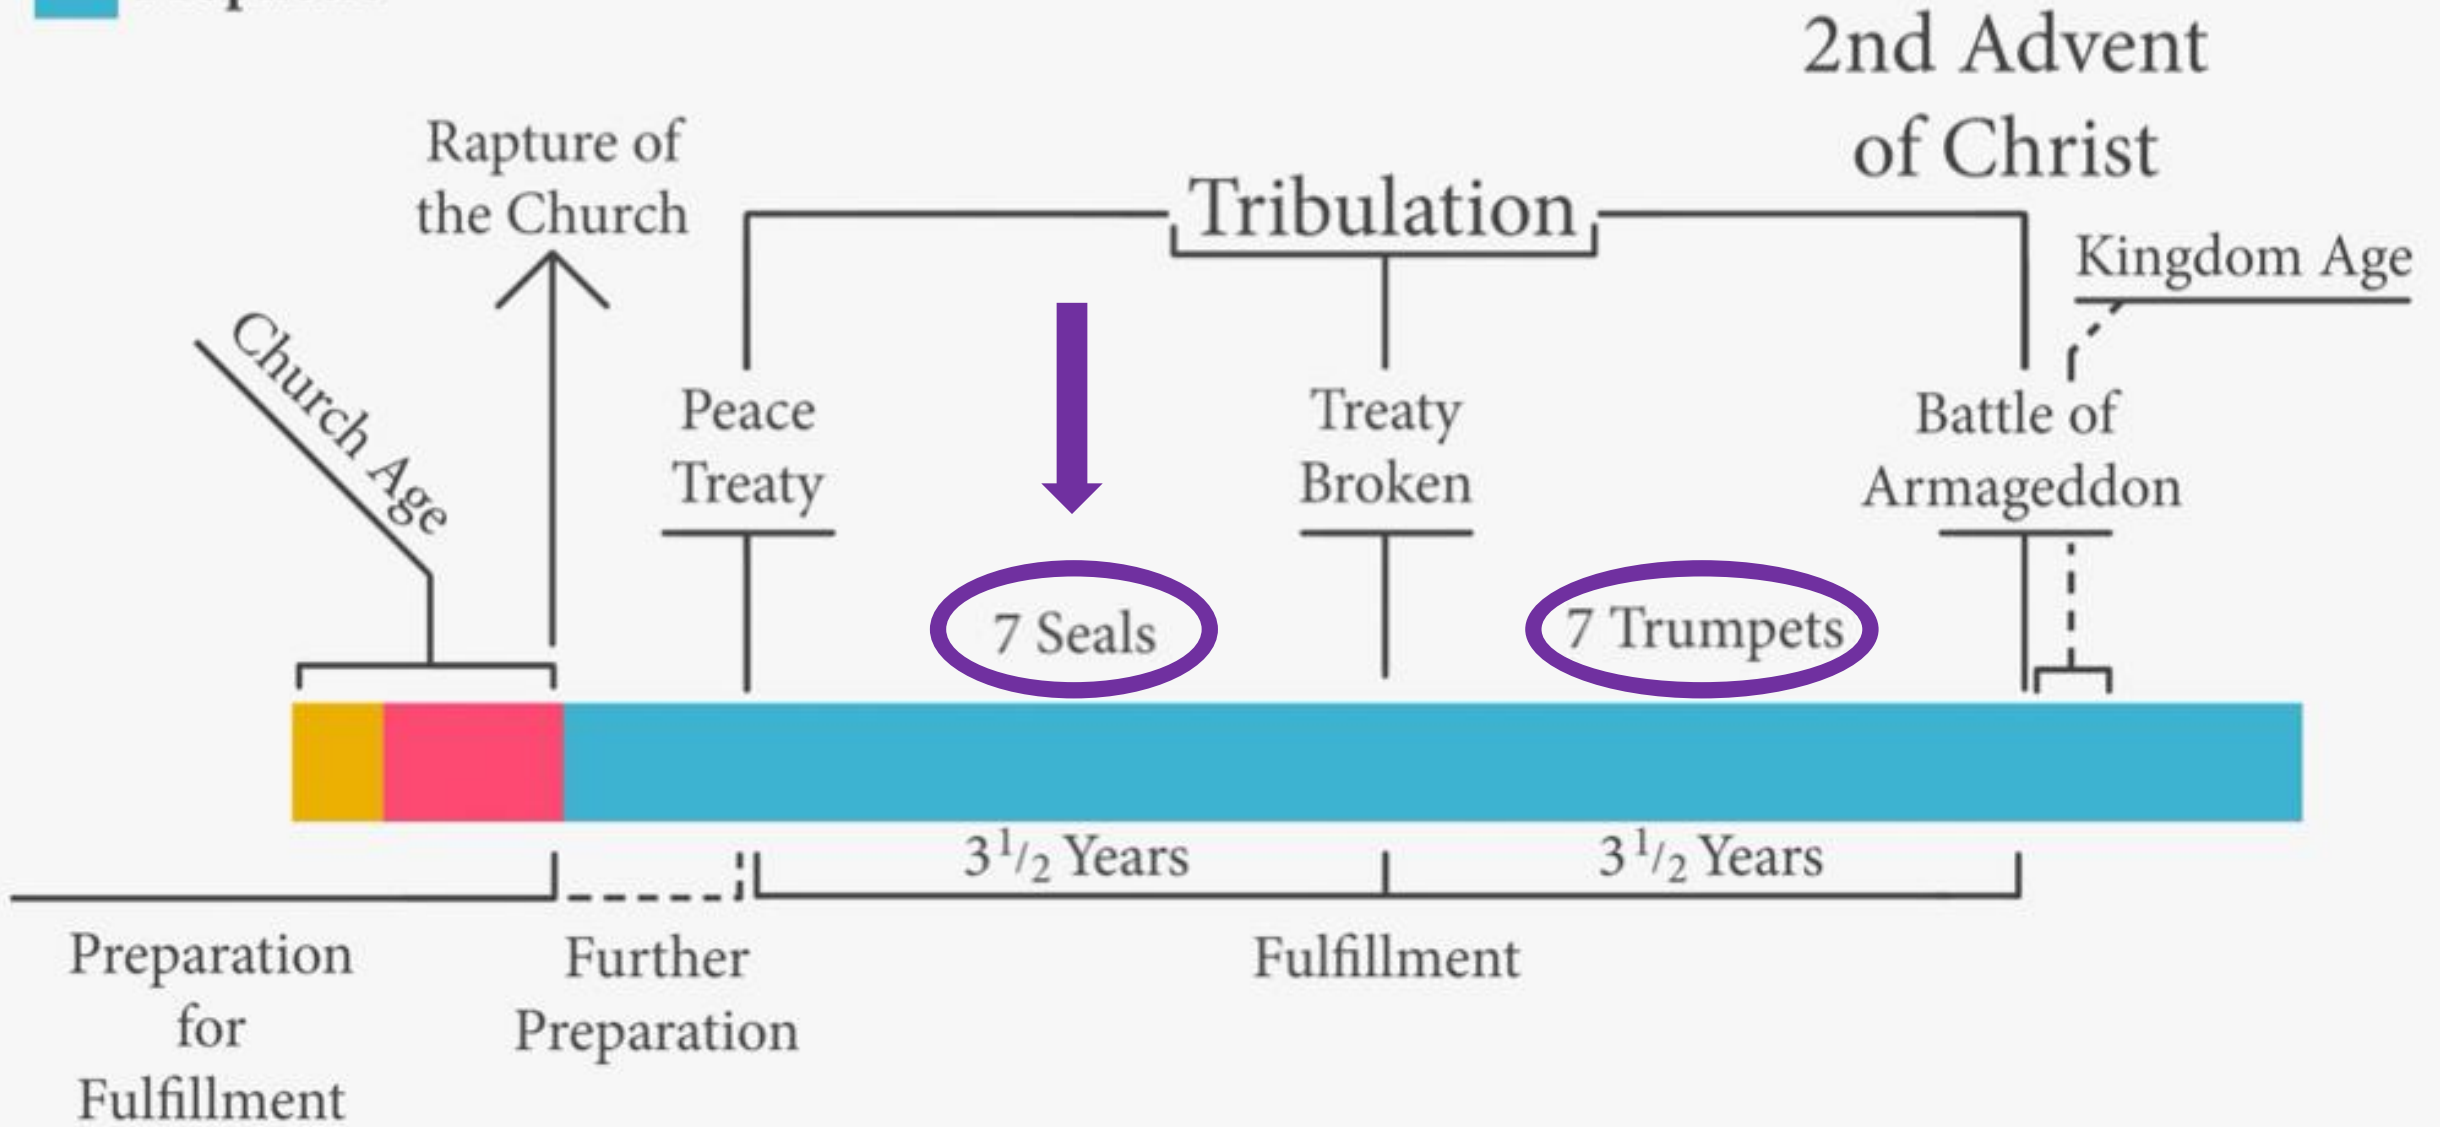 2nd Advent
of Christ
Rapture of
the Church
Tribulation
Kingdom Age
Church Age
Peace
Treaty
Treaty
Broken
Battle of
Armageddon
7 Seals
7 Trumpets
3 1/2 Years
3 1/2 Years
Preparation
for
Fulfillment
Further
Preparation
Fulfillment